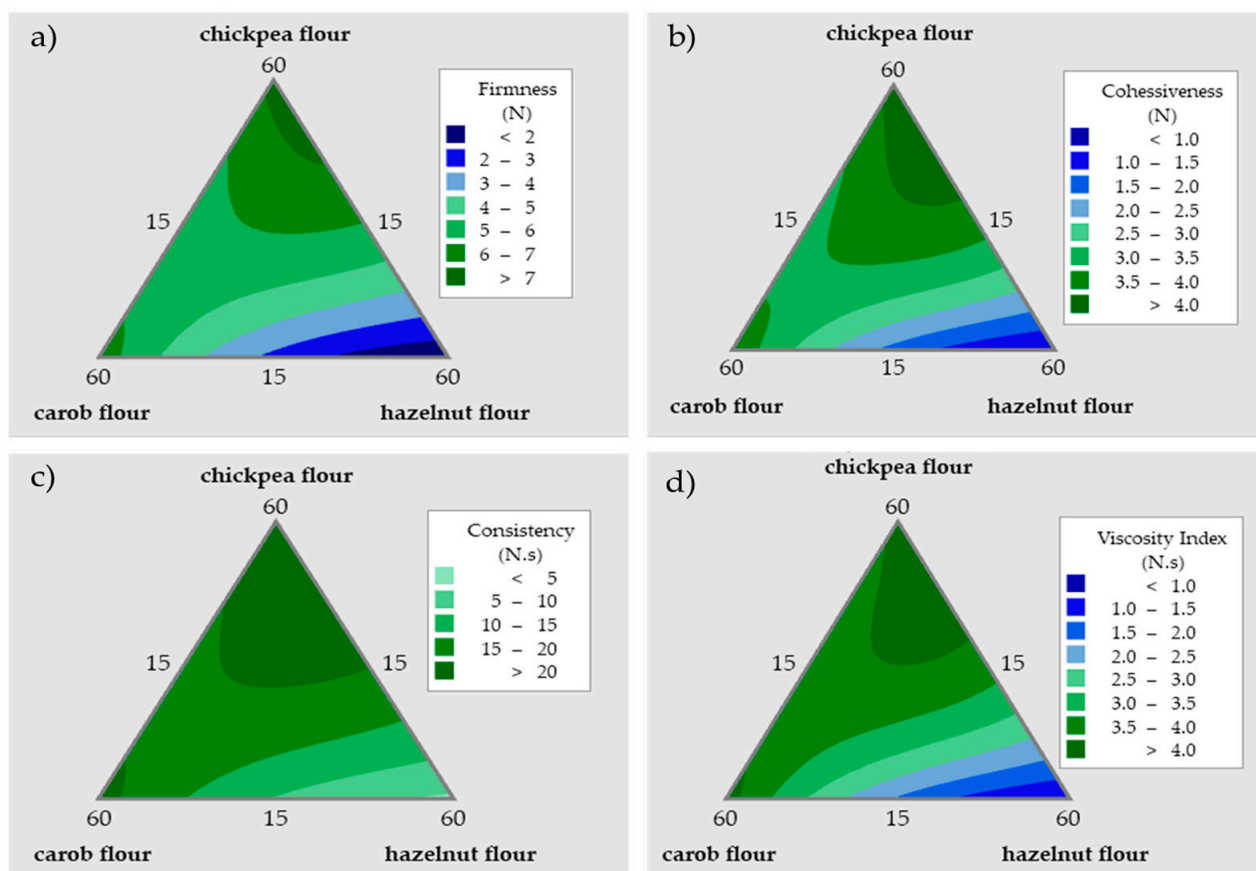 a)
chickpea flour
60
Firmness
(N)
< 2
2 – 3
3 – 4
4 – 5
5 – 6
6 – 7
> 7
15
15
60
15
60
carob flour
hazelnut flour
b)
chickpea flour
60
Cohessiveness
(N)
< 1.0
1.0 – 1.5
1.5 – 2.0
2.0 – 2.5
2.5 – 3.0
3.0 – 3.5
3.5 – 4.0
> 4.0
15
15
60
15
60
carob flour
hazelnut flour
c)
chickpea flour
60
Consistency
(N.s)
< 5
5 – 10
10 – 15
15 – 20
> 20
15
15
60
15
60
carob flour
hazelnut flour
d)
chickpea flour
60
Viscosity Index
(N.s)
< 1.0
1.0 – 1.5
1.5 – 2.0
2.0 – 2.5
2.5 – 3.0
3.0 – 3.5
3.5 – 4.0
> 4.0
15
15
60
15
60
carob flour
hazelnut flour